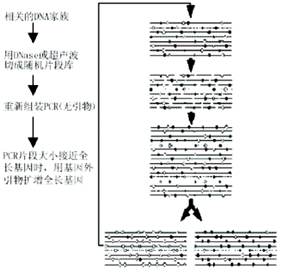 相关的DNA家族
用DNase或超声波
切成随机片段库
重新组装PCR(无引物)
PCR片段大小接近全
长基因时，用基因外
引物扩增全长基因